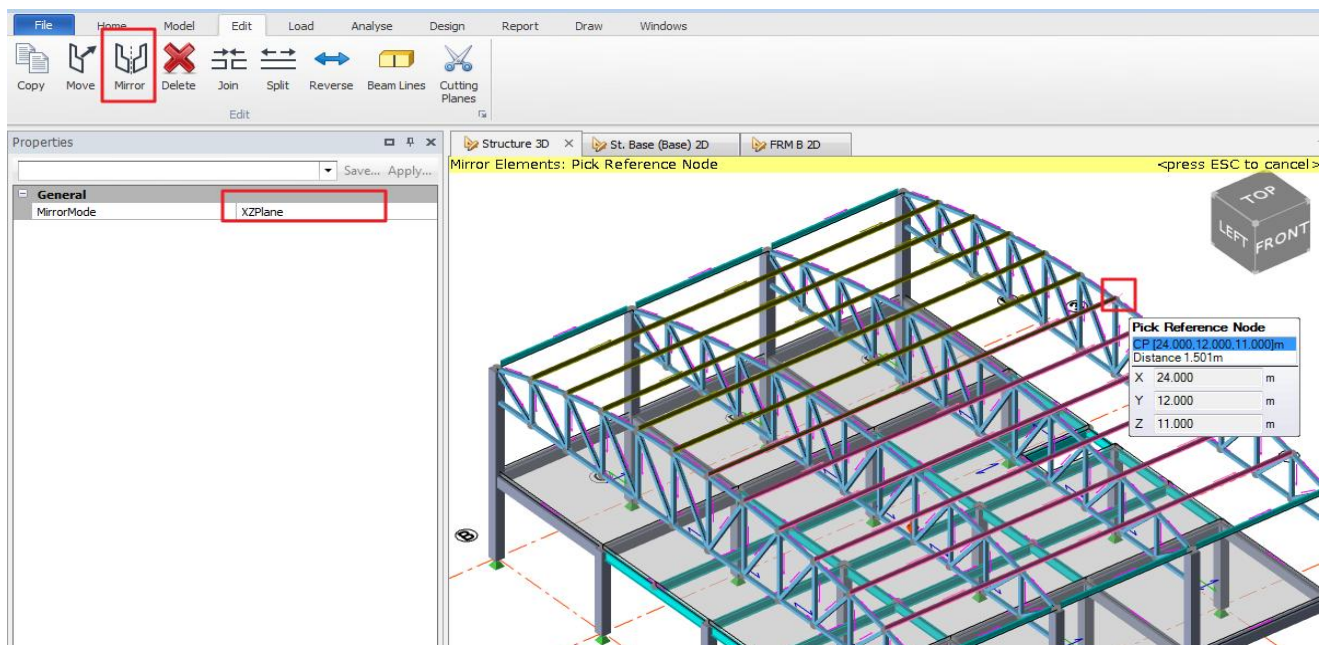 File Home Model Edit Load Analyse Design Report Draw Windows
Copy Move Mirror Delete Join Split Reverse Beam Lines Cutting
Planes
Edit
Properties
Structure 3D St. Base (Base) 2D FRM B 2D
Save... Apply...
Mirror Elements: Pick Reference Node <press ESC to cancel>
General
MirrorMode XZPlane
TOP
LEFT FRONT
Pick Reference Node
CP [24.000,12.000,11.000]m
Distance 1.501m
X 24.000 m
Y 12.000 m
Z 11.000 m
B